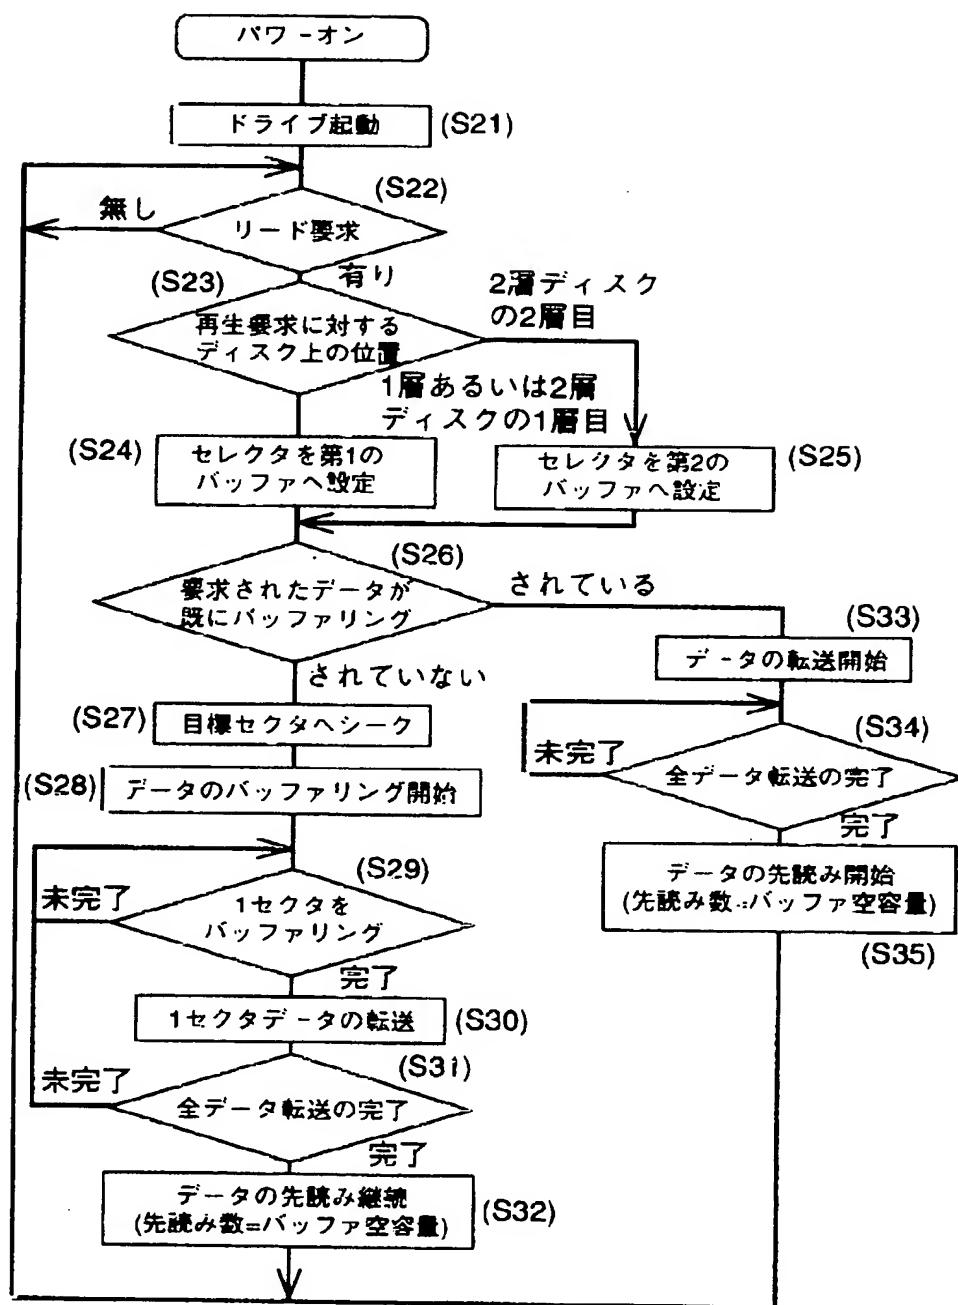 パワーオン
ドライブ起動
(S21)
(S22)
無し
リード要求
有り
(S23)
2層ディスク
の2層目
再生要求に対する
ディスク上の位置
1層あるいは2層
ディスクの1層目
(S24)
セレクタを第1の
バッファへ設定
セレクタを第2の
バッファへ設定
(S25)
(S26)
要求されたデータが
既にバッファリング
されている
されていない
(S33)
データの転送開始
(S27)
目標セクタへシーク
(S34)
未完了
全データ転送の完了
完了
(S28)
データのバッファリング開始
(S29)
未完了
1セクタを
バッファリング
完了
データの先読み開始
(先読み数=バッファ空容量)
(S35)
1セクタデータの転送
(S30)
(S31)
未完了
全データ転送の完了
完了
データの先読み継続
(先読み数=バッファ空容量)
(S32)